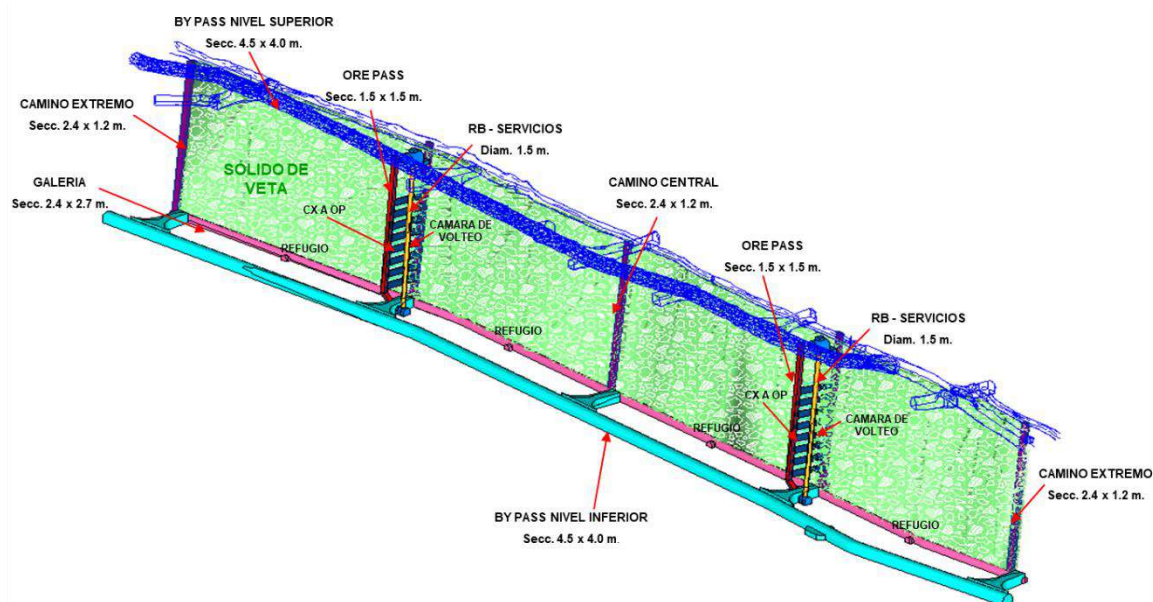 BY PASS NIVEL SUPERIOR
Secc. 4.5 x 4.0 m.
ORE PASS
Secc. 1.5 x 1.5 m.
CAMINO EXTREMO
Secc. 2.4 x 1.2 m.
RB - SERVICIOS
Diam. 1.5 m.
SÓLIDO DE
VETA
GALERIA
Secc. 2.4 x 2.7 m.
CAMINO CENTRAL
Secc. 2.4 x 1.2 m.
CX A OP
CAMARA DE
VOLTEO
REFUGIO
ORE PASS
Secc. 1.5 x 1.5 m.
RB - SERVICIOS
Diam. 1.5 m.
REFUGIO
CX A OP
CAMARA DE
VOLTEO
REFUGIO
CAMINO EXTREMO
Secc. 2.4 x 1.2 m.
BY PASS NIVEL INFERIOR
Secc. 4.5 x 4.0 m.
REFUGIO